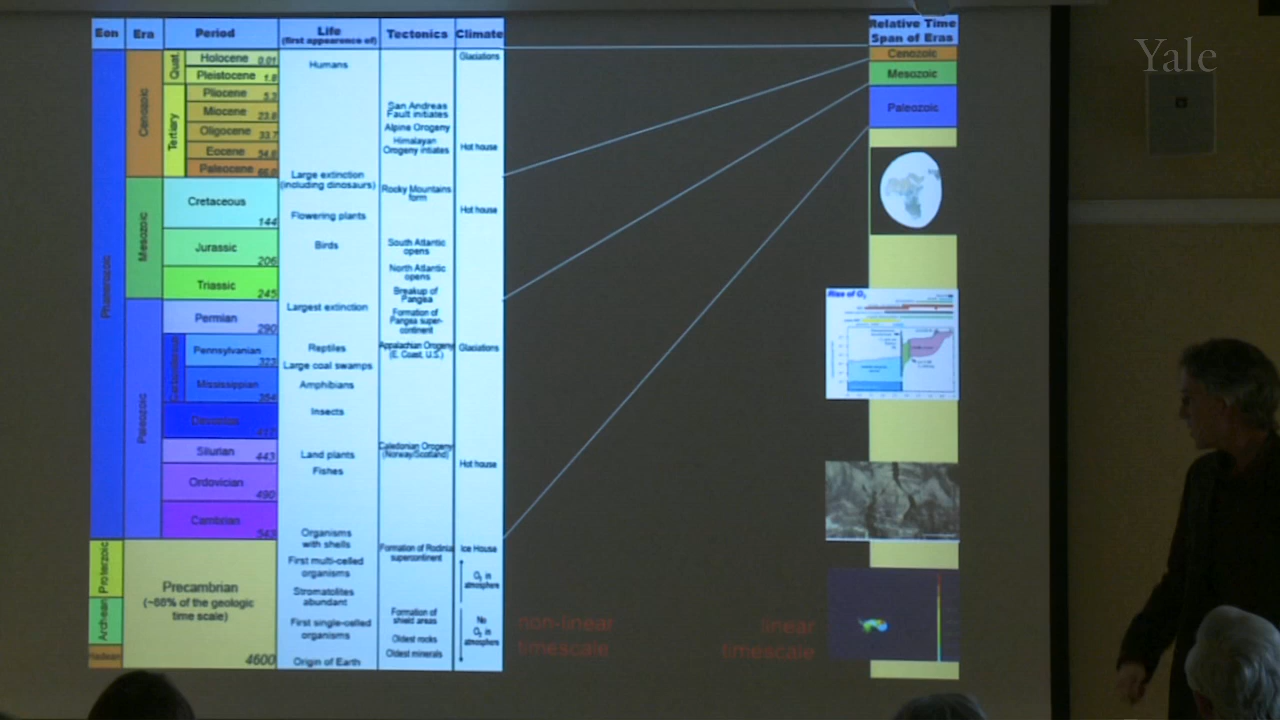 Eon Era Period Life (first appearance of) Tectonics Climate
Phanerozoic
Cenozoic
Quat.
Holocene 0.01
Pleistocene 1.8
Tertiary
Pliocene 5.3
Miocene 23.8
Oligocene 33.7
Eocene 54.8
Paleocene 65.0
Mesozoic
Cretaceous 144
Jurassic 206
Triassic 245
Paleozoic
Permian 290
Carboniferous
Pennsylvanian 323
Mississippian 354
Devonian 417
Silurian 443
Ordovician 490
Cambrian 543
Proterzoic
Archean
Precambrian
(~88% of the geologic
time scale)
4600
Humans
Large extinction
(including dinosaurs)
Flowering plants
Birds
Largest extinction
Reptiles
Large coal swamps
Amphibians
Insects
Land plants
Fishes
Organisms
with shells
First multi-celled
organisms
Stromatolites
abundant
First single-celled
organisms
Origin of Earth
San Andreas
Fault initiates
Alpine Orogeny
Himalayan
Orogeny intiates
Rocky Mountains
form
South Atlantic
opens
North Atlantic
opens
Breakup of
Pangea
Formation of
Pangea super-
continent
Appalachian Orogeny
(E. Coast, U.S.)
Caledonian Orogeny
(Norway/Scotland)
Formation of Rodinia
supercontinent
Formation of
shield areas
Oldest rocks
Oldest minerals
Glaciations
Hot house
Hot house
Glaciations
Hot house
Ice House
O2 in
atmosphere
No
O2 in
atmosphere
non-linear
timescale
linear
timescale
Relative Time
Span of Eras
Cenozoic
Mesozoic
Paleozoic
Rise of O2
Yale